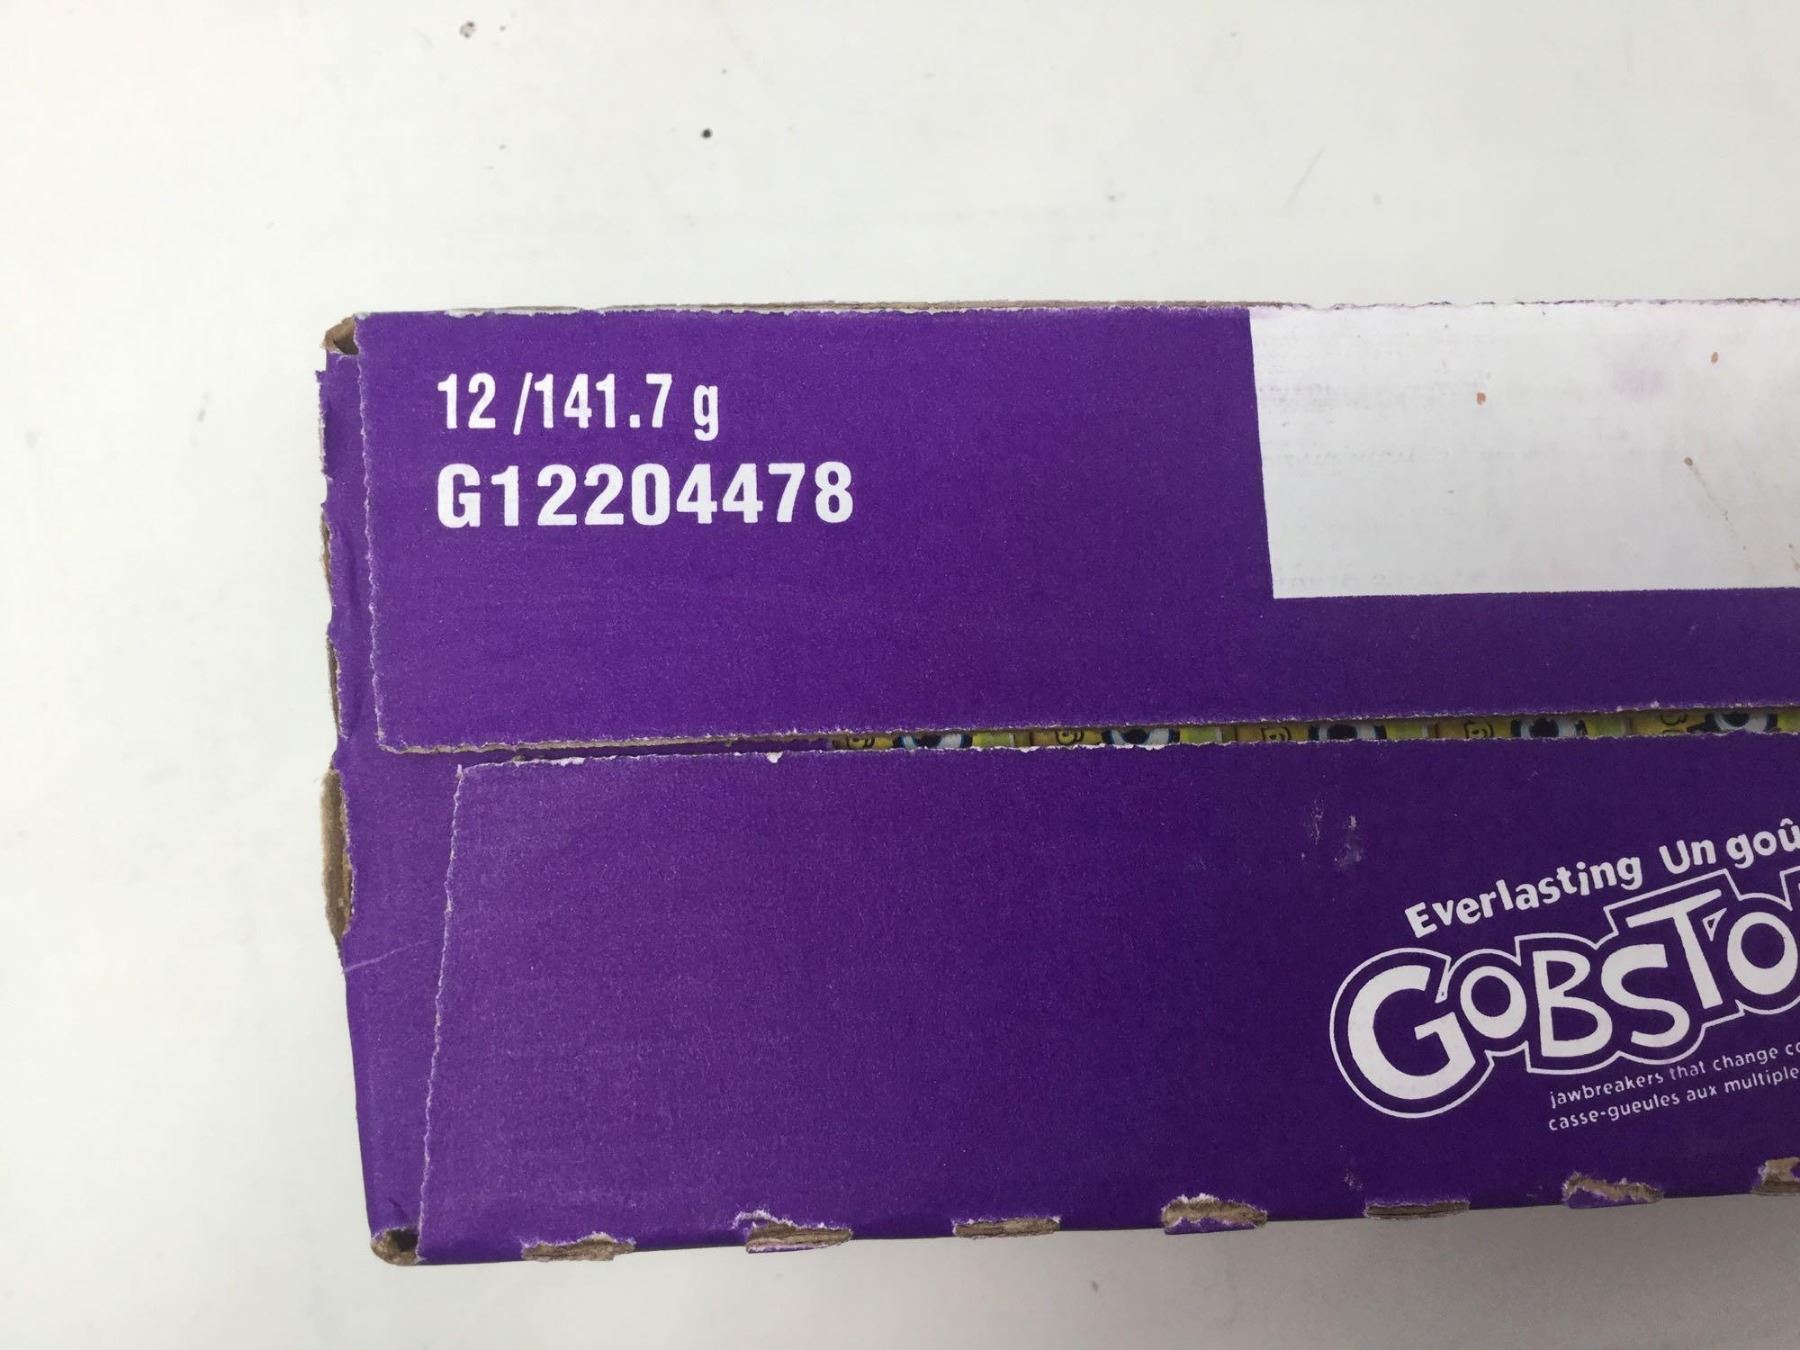 12 /141.7 g
G12204478
Everlasting Un goû
GOBSTO
jawbreakers that change co
casse-gueules aux multiple